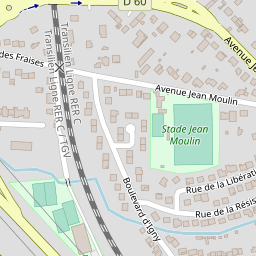 D 60
des Fraises
Transilien Ligne RER C
Transilien Ligne RER C / TGV
Avenue Jean Moulin
Avenue Je
Stade Jean
Moulin
Boulevard d'Igny
Rue de la Libérati
Rue de la Résis